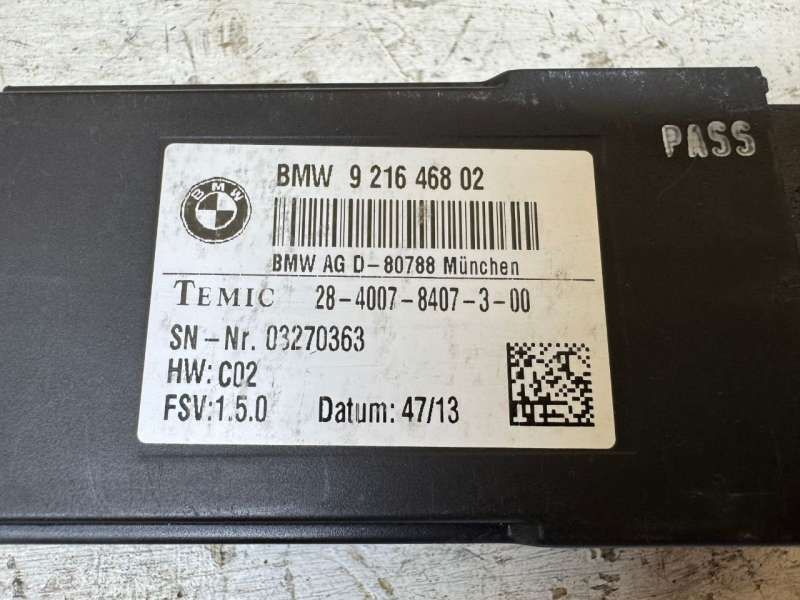 PASS
BMW
BMW 9 216 468 02
BMW AG D-80788 München
TEMIC 28-4007-8407-3-00
SN-Nr. 03270363
HW: C02
FSV:1.5.0 Datum: 47/13